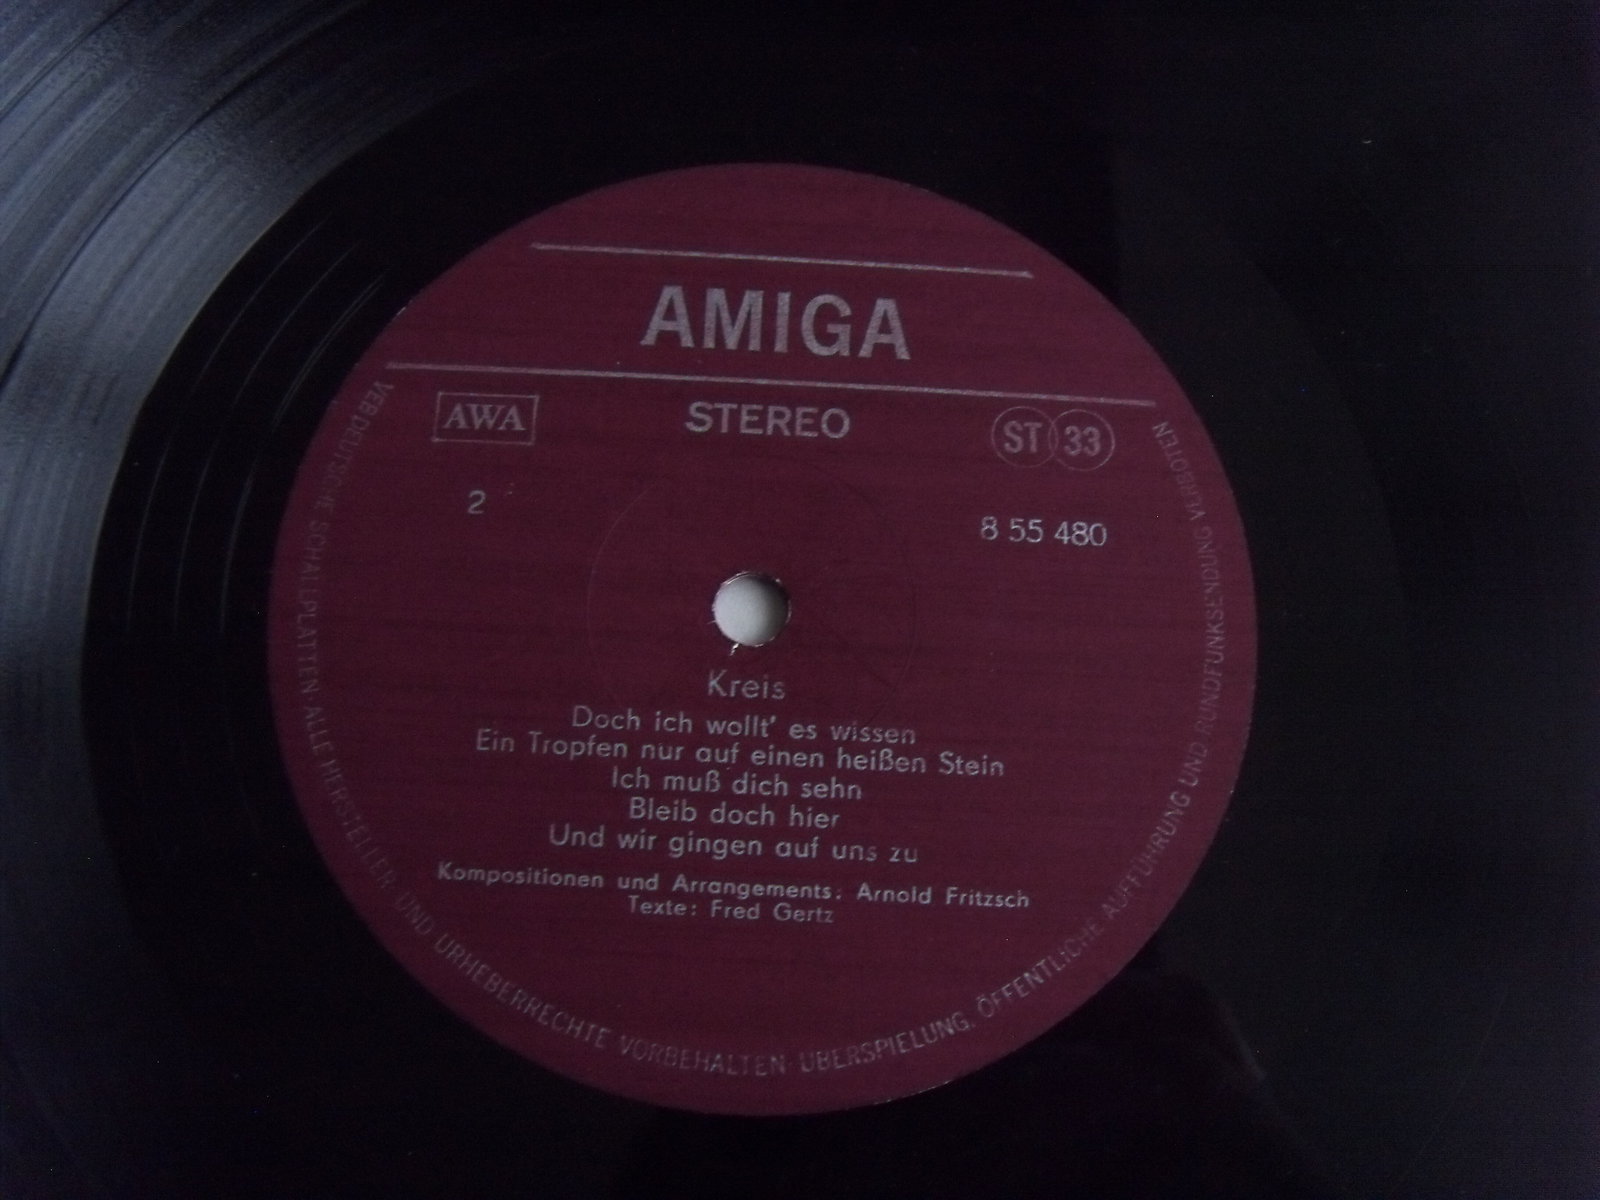 AMIGA
AWA
STEREO
ST 33
2
8 55 480
Kreis
Doch ich wollt' es wissen
Ein Tropfen nur auf einen heißen Stein
Ich muß dich sehn
Bleib doch hier
Und wir gingen auf uns zu
Kompositionen und Arrangements: Arnold Fritzsch
Texte: Fred Gertz
VEB DEUTSCHE SCHALLPLATTEN ALLE HERSTELLER- UND URHEBERRECHTE VORBEHALTEN · ÜBERSPIELUNG, ÖFFENTLICHE AUFFÜHRUNG UND RUNDFUNKSENDUNG VERBOTEN